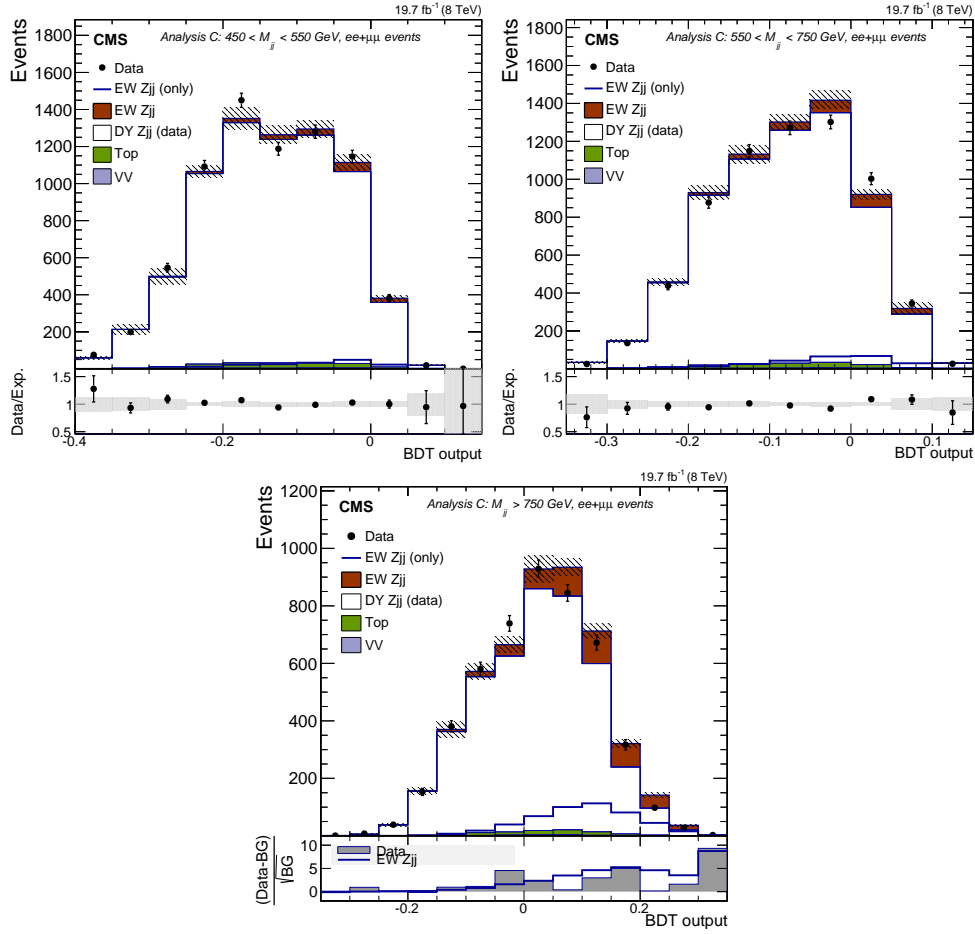 19.7 fb-1 (8 TeV)
CMS
Analysis C: 450 < Mjj < 550 GeV, ee+μμ events
Events
1800
1600
1400
1200
1000
800
600
400
200
Data
EW Zjj (only)
EW Zjj
DY Zjj (data)
Top
VV
Data/Exp.
1.5
1
0.5
-0.4
-0.2
0
BDT output
19.7 fb-1 (8 TeV)
CMS
Analysis C: 550 < Mjj < 750 GeV, ee+μμ events
Events
1800
1600
1400
1200
1000
800
600
400
200
Data
EW Zjj (only)
EW Zjj
DY Zjj (data)
Top
VV
Data/Exp.
1.5
1
0.5
-0.3
-0.2
-0.1
0
0.1
BDT output
19.7 fb-1 (8 TeV)
CMS
Analysis C: Mjj > 750 GeV, ee+μμ events
Events
1200
1000
800
600
400
200
Data
EW Zjj (only)
EW Zjj
DY Zjj (data)
Top
VV
(Data-BG)
√BG
10
5
0
Data
EW Zjj
-0.2
0
0.2
BDT output